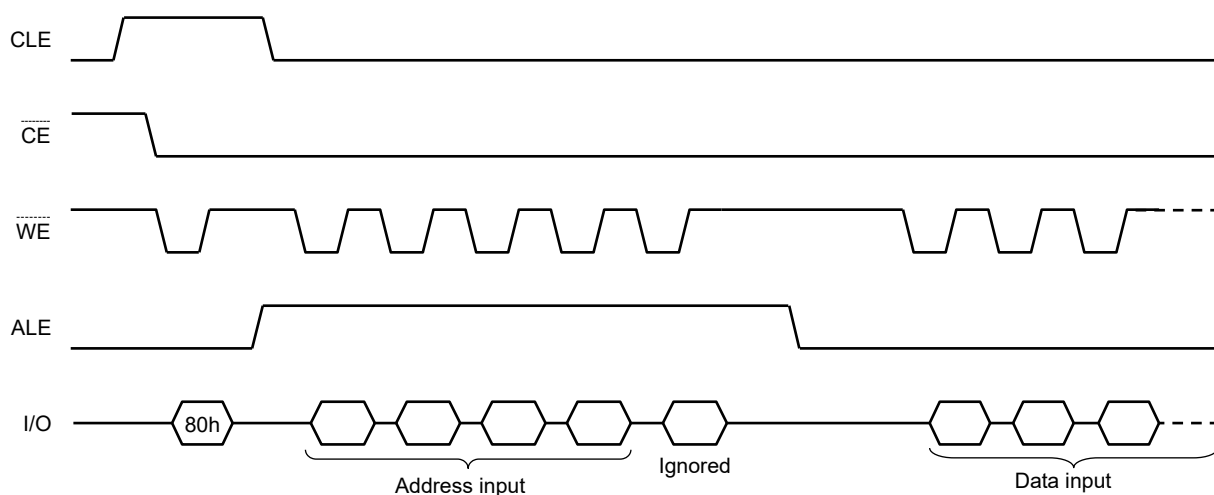 CLE
CE
WE
ALE
I/O
80h
Ignored
Address input
Data input